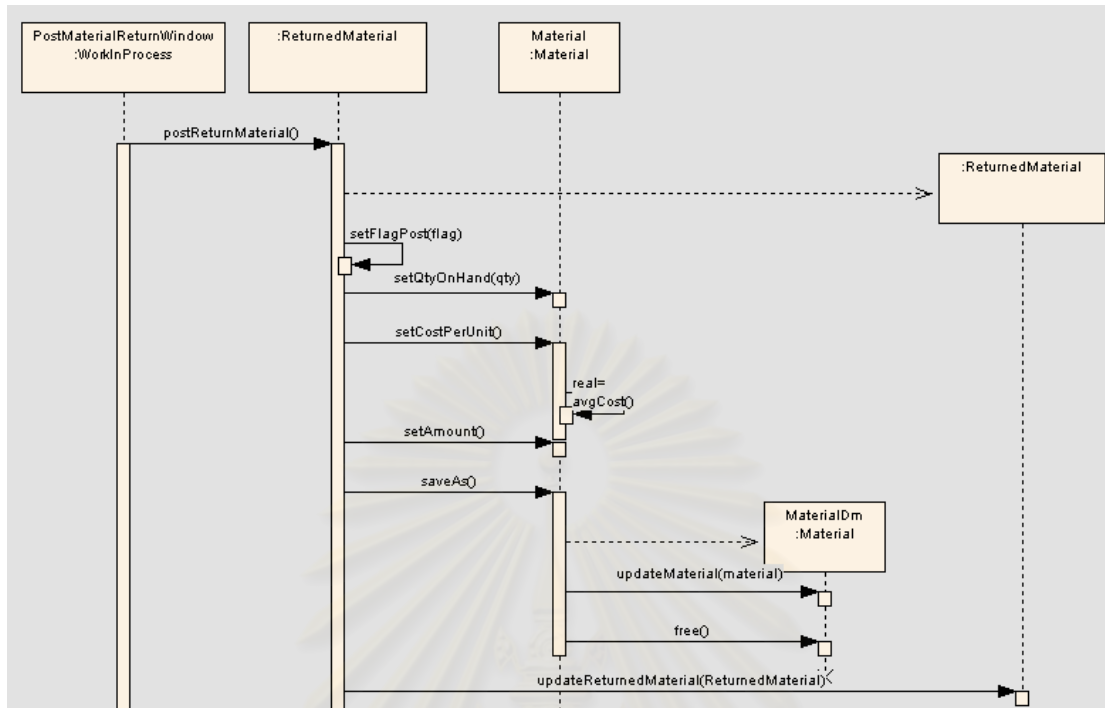 PostMaterialReturnWindow
:WorkInProcess
:ReturnedMaterial
Material
:Material
postReturnMaterial()
:ReturnedMaterial
setFlagPost(flag)
setQtyOnHand(qty)
setCostPerUnit()
real=
avgCost()
setAmount()
saveAs()
MaterialDm
:Material
updateMaterial(material)
free()
updateReturnedMaterial(ReturnedMaterial)